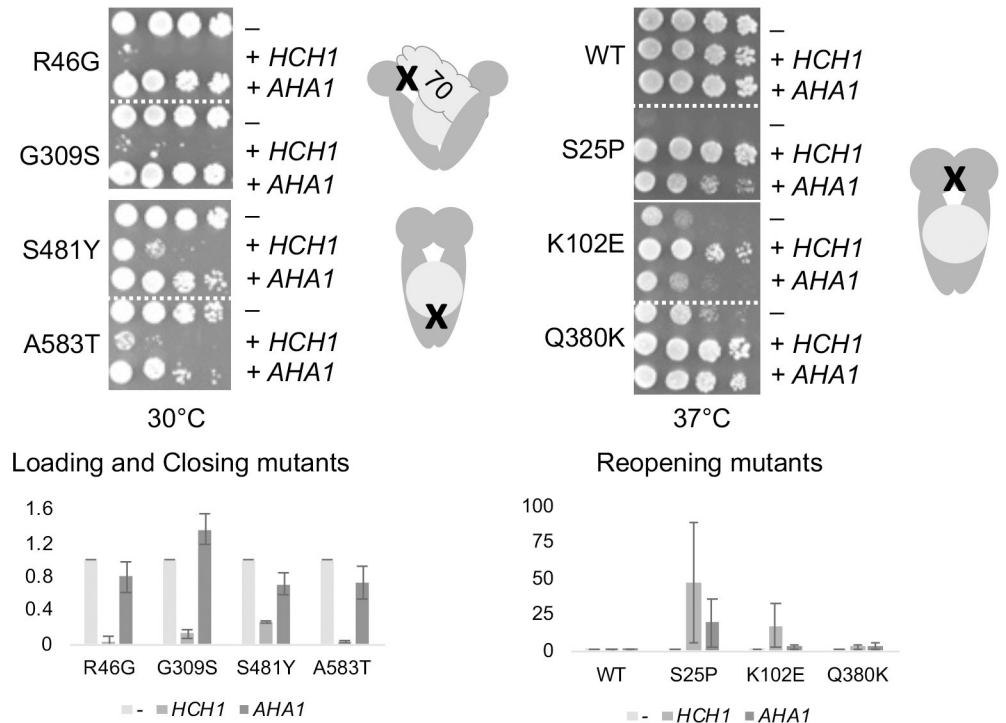 R46G
–
+ HCH1
+ AHA1
G309S
–
+ HCH1
+ AHA1
S481Y
–
+ HCH1
+ AHA1
A583T
–
+ HCH1
+ AHA1
X
70
X
30°C
Loading and Closing mutants
WT
–
+ HCH1
+ AHA1
S25P
–
+ HCH1
+ AHA1
K102E
–
+ HCH1
+ AHA1
Q380K
–
+ HCH1
+ AHA1
X
37°C
Reopening mutants
1.6
1.2
0.8
0.4
0
R46G G309S S481Y A583T
- HCH1 AHA1
100
75
50
25
0
WT S25P K102E Q380K
- HCH1 AHA1